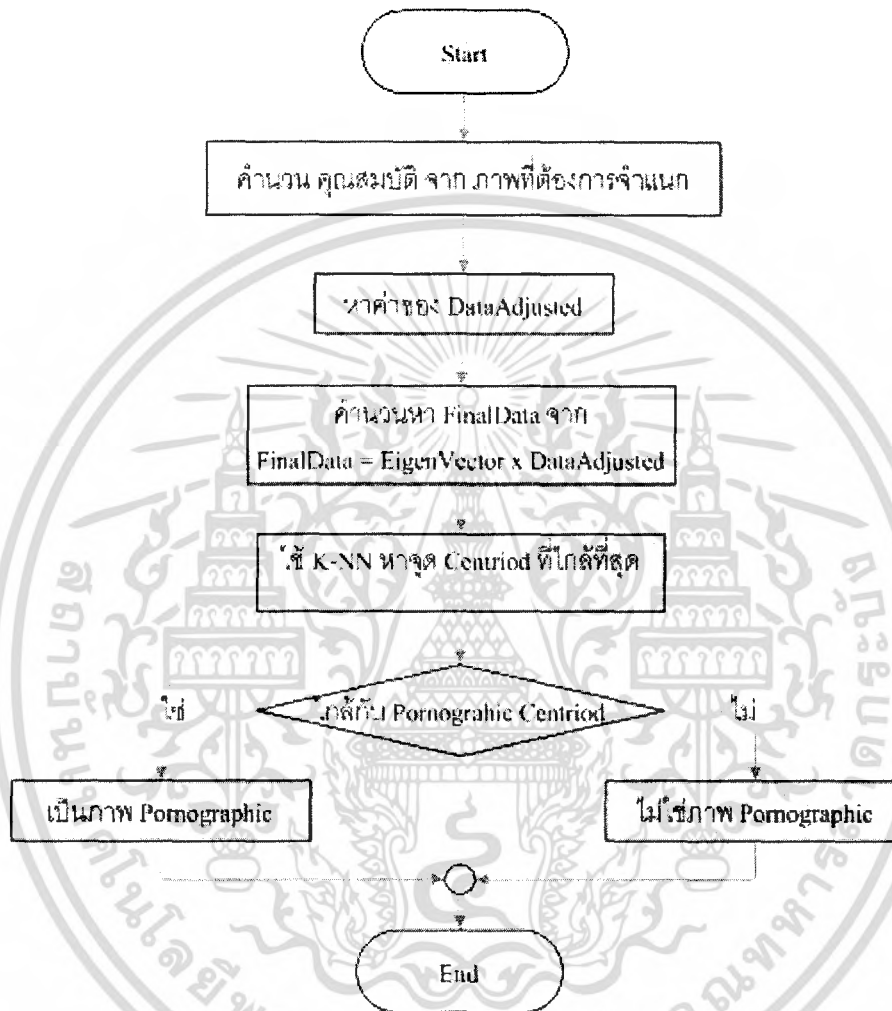 Start
คำนวน คุณสมบัติ จาก ภาพที่ต้องการจำแนก
หาค่าของ DataAdjusted
คำนวนหา FinalData จาก
FinalData = EigenVector x DataAdjusted
ใช้ K-NN หาจุด Centriod ที่ใกล้ที่สุด
ใช่
ใกล้กับ Pornograhic Centriod
ไม่
เป็นภาพ Pornographic
ไม่ใช่ภาพ Pornographic
End